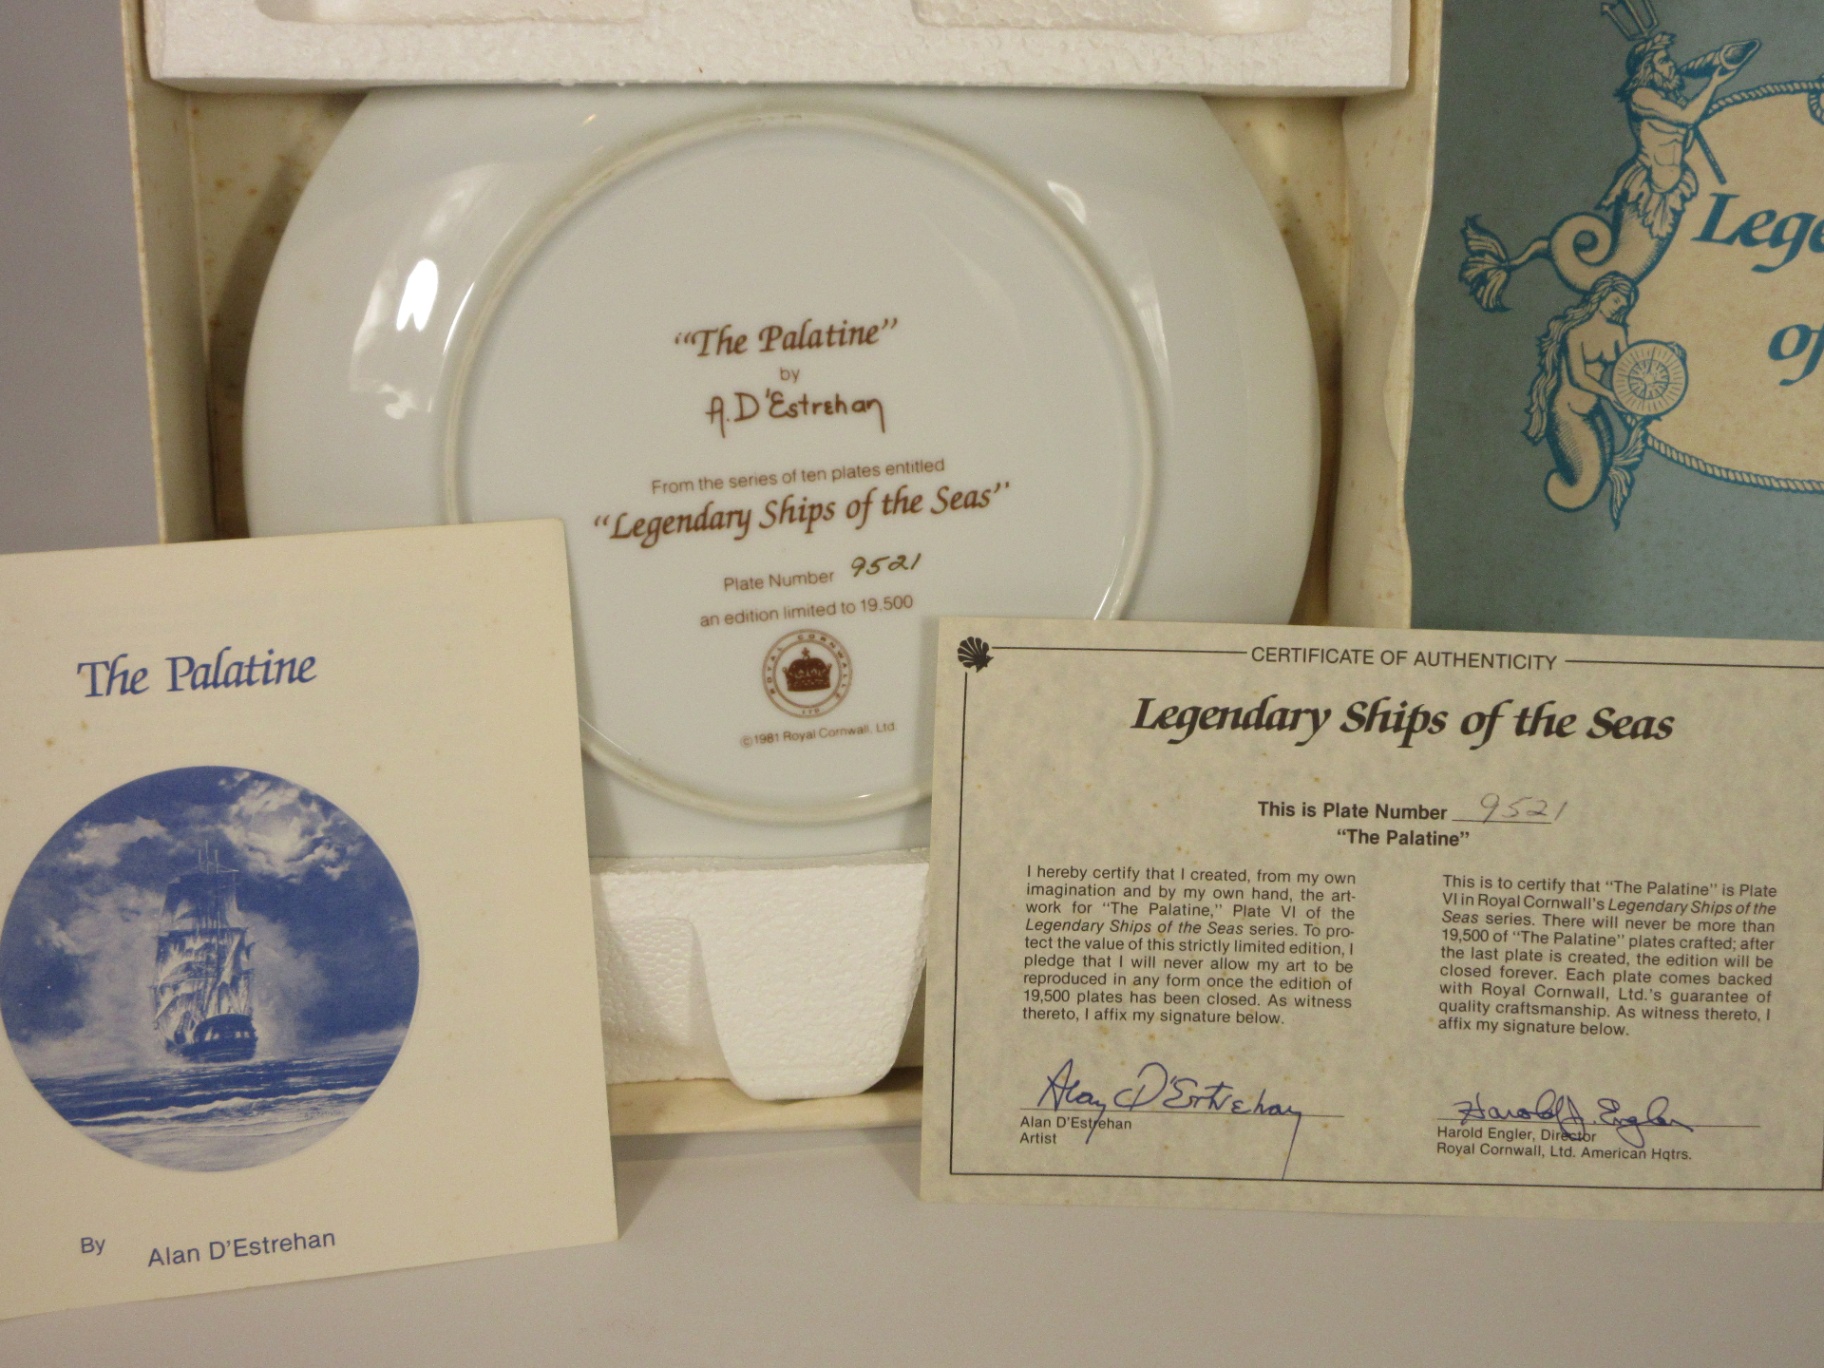 “The Palatine”
by
A. D'Estrehan
From the series of ten plates entitled
“Legendary Ships of the Seas”
Plate Number 9521
an edition limited to 19.500
ROYAL CORNWALL
LTD
©1981 Royal Cornwall, Ltd.
Lege
of
The Palatine
By Alan D'Estrehan
CERTIFICATE OF AUTHENTICITY
Legendary Ships of the Seas
This is Plate Number 9521
“The Palatine”
I hereby certify that I created, from my own
imagination and by my own hand, the art-
work for “The Palatine,” Plate VI of the
Legendary Ships of the Seas series. To pro-
tect the value of this strictly limited edition, I
pledge that I will never allow my art to be
reproduced in any form once the edition of
19,500 plates has been closed. As witness
thereto, I affix my signature below.
Alan D'Estrehan
Alan D'Estrehan
Artist
This is to certify that “The Palatine” is Plate
VI in Royal Cornwall's Legendary Ships of the
Seas series. There will never be more than
19,500 of “The Palatine” plates crafted; after
the last plate is created, the edition will be
closed forever. Each plate comes backed
with Royal Cornwall, Ltd.'s guarantee of
quality craftsmanship. As witness thereto, I
affix my signature below.
Harold J. Engler
Harold Engler, Director
Royal Cornwall, Ltd. American Hqtrs.